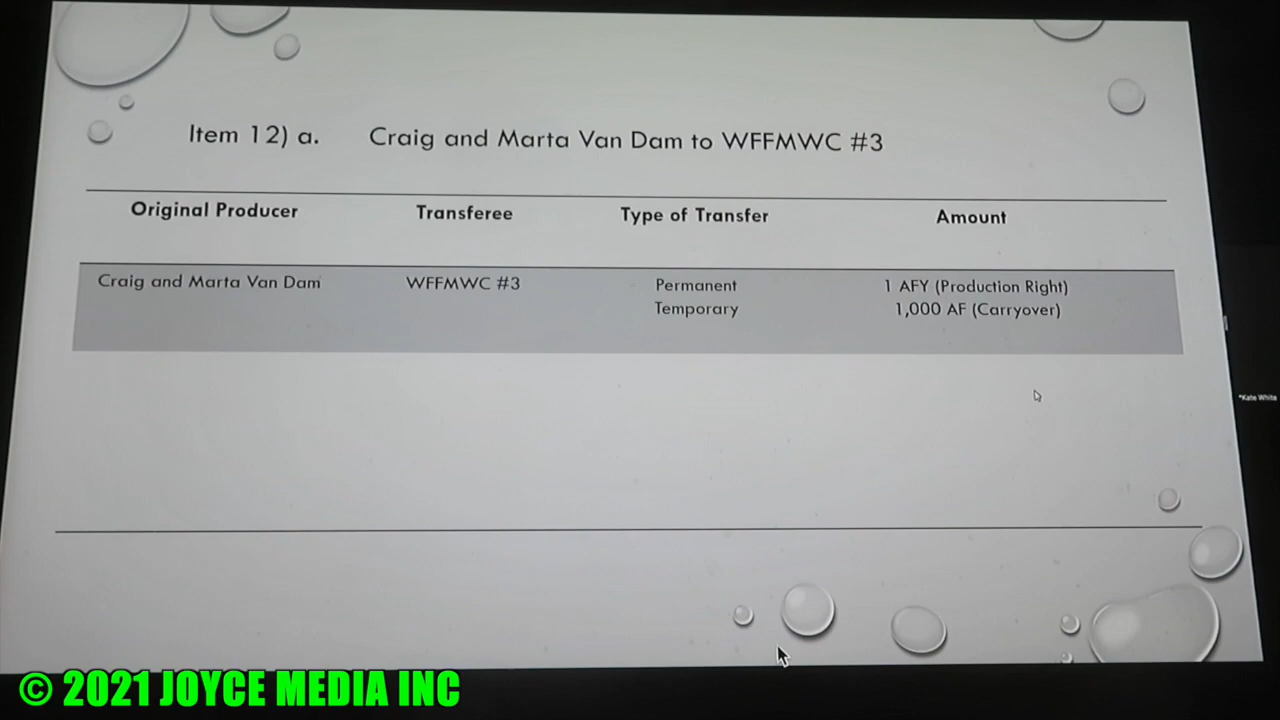 Item 12) a. Craig and Marta Van Dam to WFFMWC #3
Original Producer Transferee Type of Transfer Amount
Craig and Marta Van Dam WFFMWC #3 Permanent 1 AFY (Production Right)
Temporary 1,000 AF (Carryover)
*Kate White
© 2021 JOYCE MEDIA INC